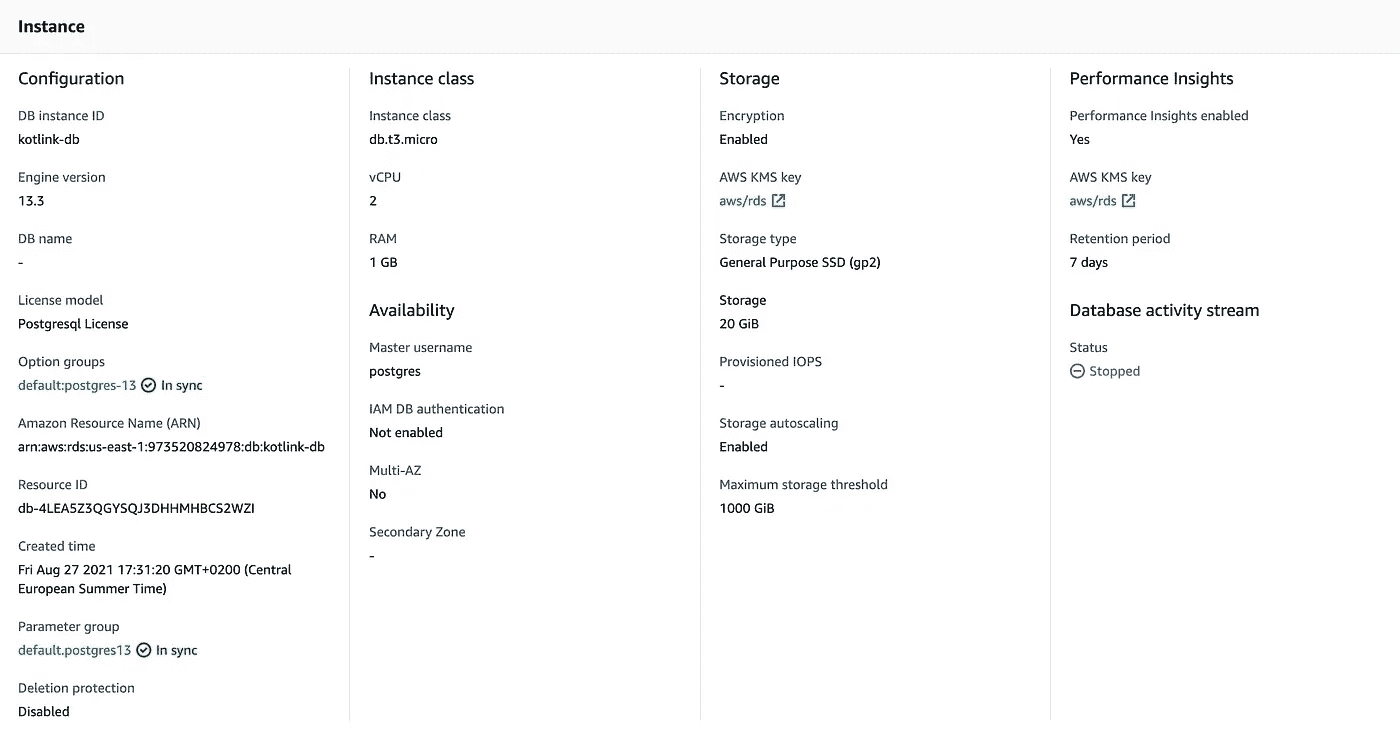 Instance
Configuration
DB instance ID
kotlink-db
Engine version
13.3
DB name
-
License model
Postgresql License
Option groups
default:postgres-13 In sync
Amazon Resource Name (ARN)
arn:aws:rds:us-east-1:973520824978:db:kotlink-db
Resource ID
db-4LEA5Z3QGYSQJ3DHHMHBCS2WZI
Created time
Fri Aug 27 2021 17:31:20 GMT+0200 (Central
European Summer Time)
Parameter group
default.postgres13 In sync
Deletion protection
Disabled
Instance class
Instance class
db.t3.micro
vCPU
2
RAM
1 GB
Availability
Master username
postgres
IAM DB authentication
Not enabled
Multi-AZ
No
Secondary Zone
-
Storage
Encryption
Enabled
AWS KMS key
aws/rds
Storage type
General Purpose SSD (gp2)
Storage
20 GiB
Provisioned IOPS
-
Storage autoscaling
Enabled
Maximum storage threshold
1000 GiB
Performance Insights
Performance Insights enabled
Yes
AWS KMS key
aws/rds
Retention period
7 days
Database activity stream
Status
Stopped